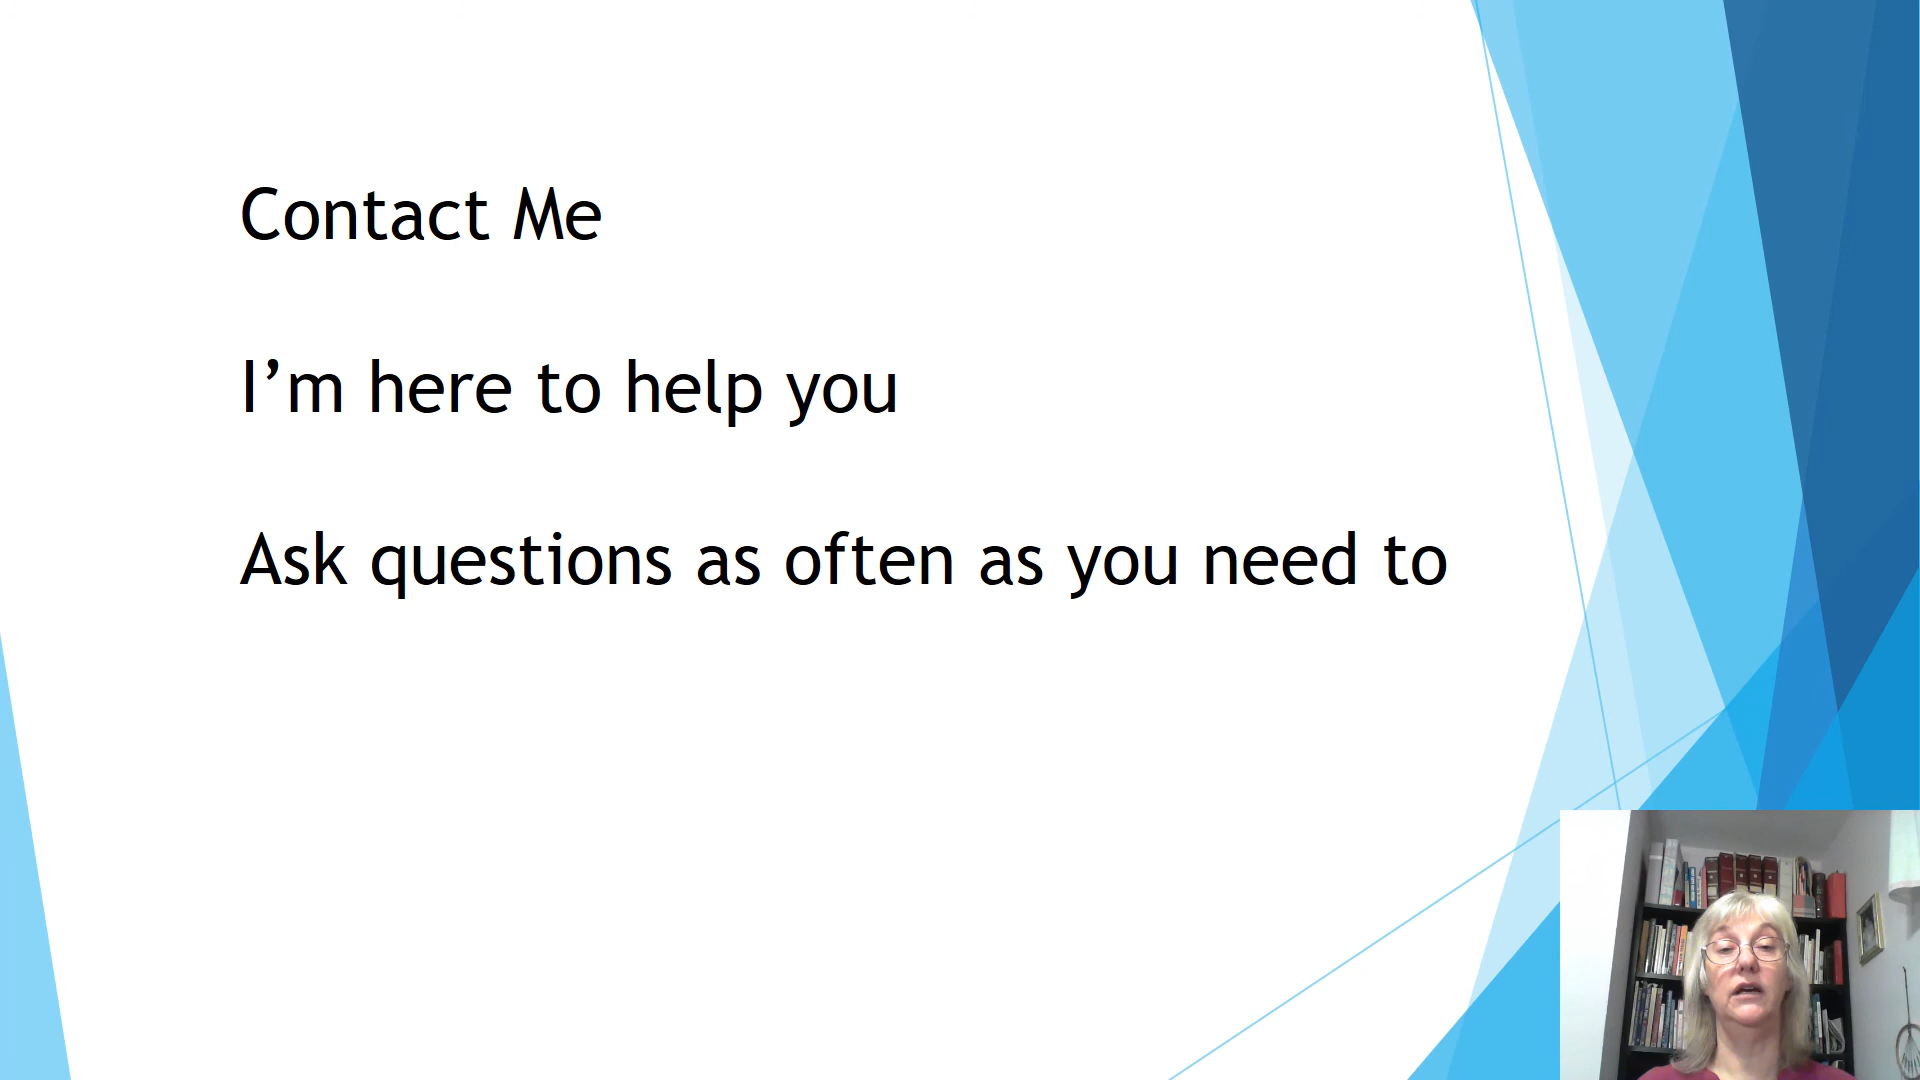 Contact Me
I’m here to help you
Ask questions as often as you need to